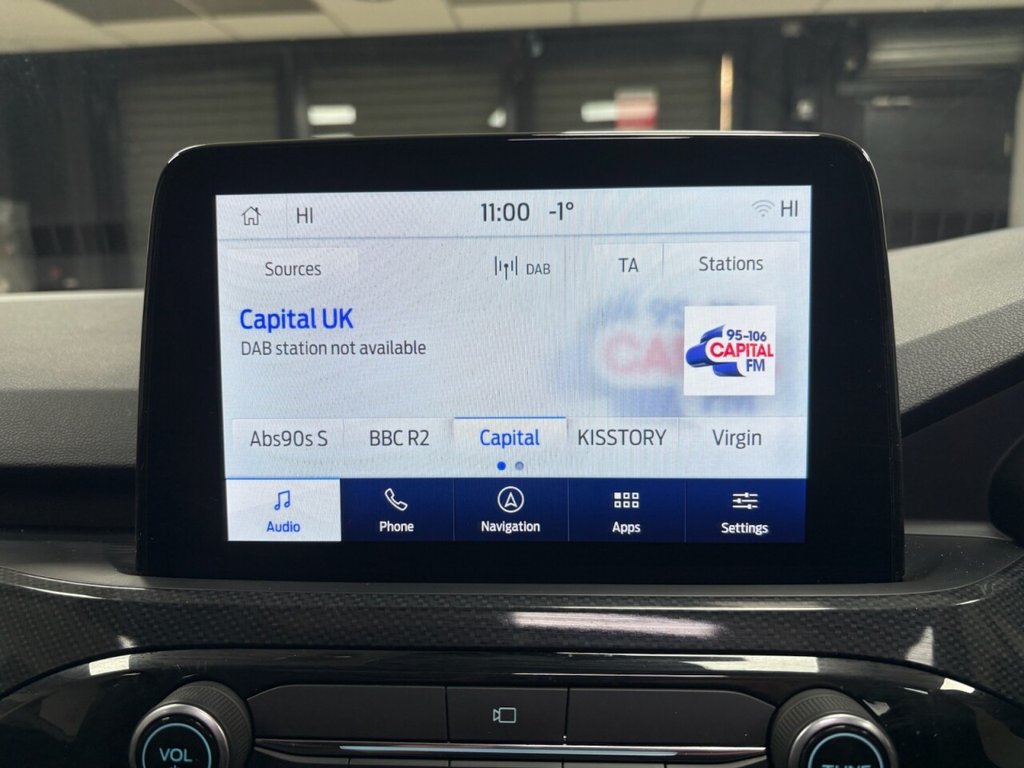 HI 11:00 -1° HI
Sources DAB TA Stations
Capital UK
DAB station not available
95-106
CAPITAL
FM
Abs90s S BBC R2 Capital KISSTORY Virgin
Audio Phone Navigation Apps Settings
VOL TUNE